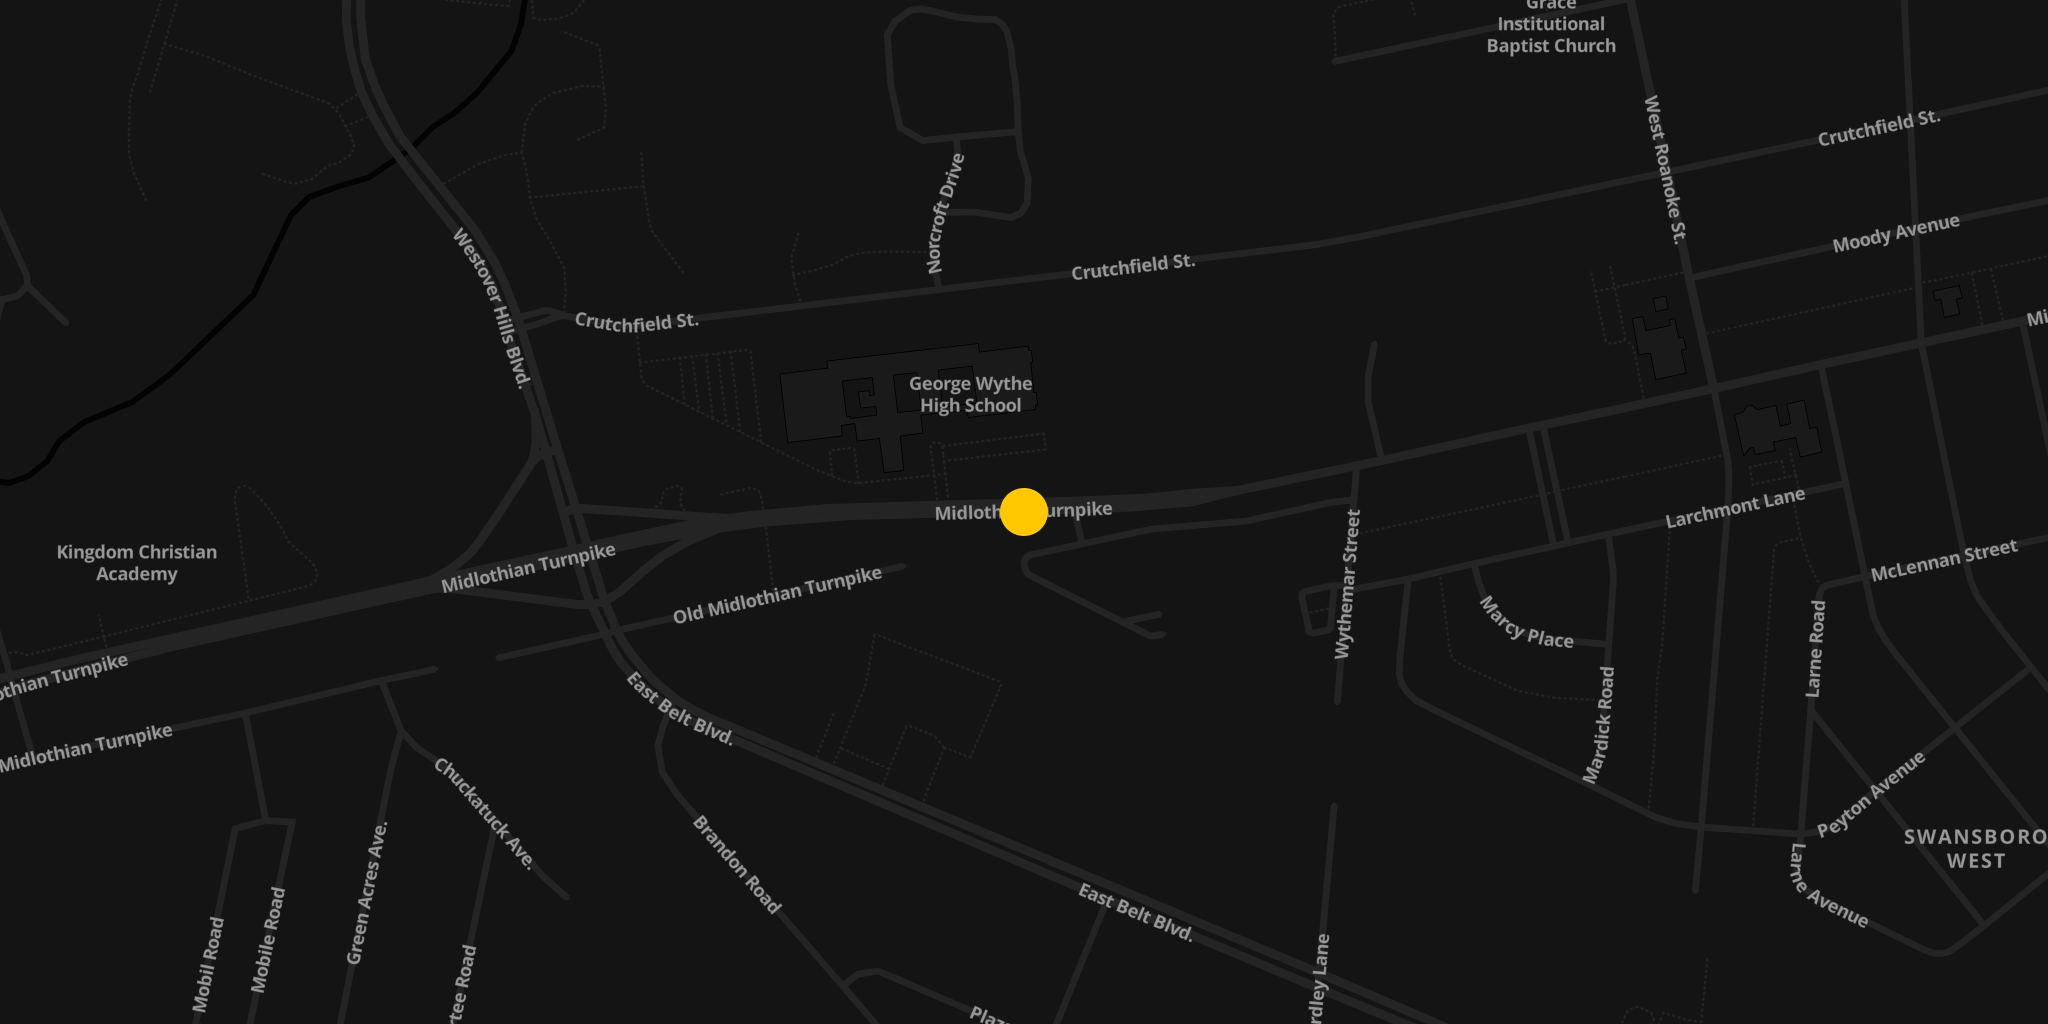 Grace
Institutional
Baptist Church
West Roanoke St.
Crutchfield St.
Moody Avenue
Norcroft Drive
Westover Hills Blvd.
Crutchfield St.
Crutchfield St.
George Wythe
High School
Midlothian Turnpike
Larchmont Lane
Kingdom Christian
Academy
Midlothian Turnpike
Old Midlothian Turnpike
Wythemar Street
Marcy Place
McLennan Street
Larne Road
Mardick Road
Midlothian Turnpike
East Belt Blvd.
Chuckatuck Ave.
Brandon Road
Green Acres Ave.
Mobil Road
Mobile Road
East Belt Blvd.
Peyton Avenue
SWANSBORO
WEST
Larne Avenue